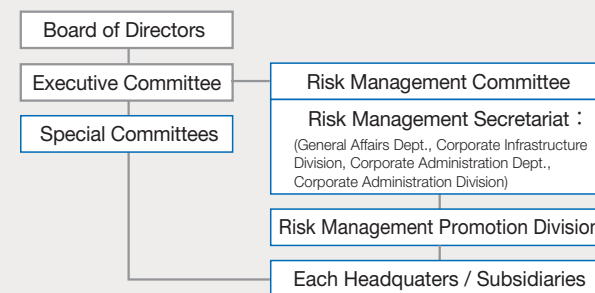 Board of Directors
Executive Committee
Special Committees
Risk Management Committee
Risk Management Secretariat：
(General Affairs Dept., Corporate Infrastructure
Division, Corporate Administration Dept.,
Corporate Administration Division)
Risk Management Promotion Division
Each Headquaters / Subsidiaries